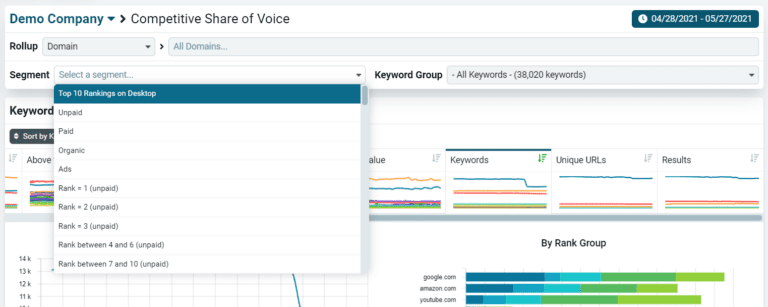 Demo Company > Competitive Share of Voice
04/28/2021 - 05/27/2021
Rollup Domain > All Domains...
Segment Select a segment... Keyword Group - All Keywords - (38,020 keywords)
Top 10 Rankings on Desktop
Unpaid
Paid
Organic
Ads
Rank = 1 (unpaid)
Rank = 2 (unpaid)
Rank = 3 (unpaid)
Rank between 4 and 6 (unpaid)
Rank between 7 and 10 (unpaid)
Keyword
Sort by K
Above
alue
Keywords
Unique URLs
Results
14 k
13 k
12 k
11 k
By Rank Group
google.com
amazon.com
youtube.com